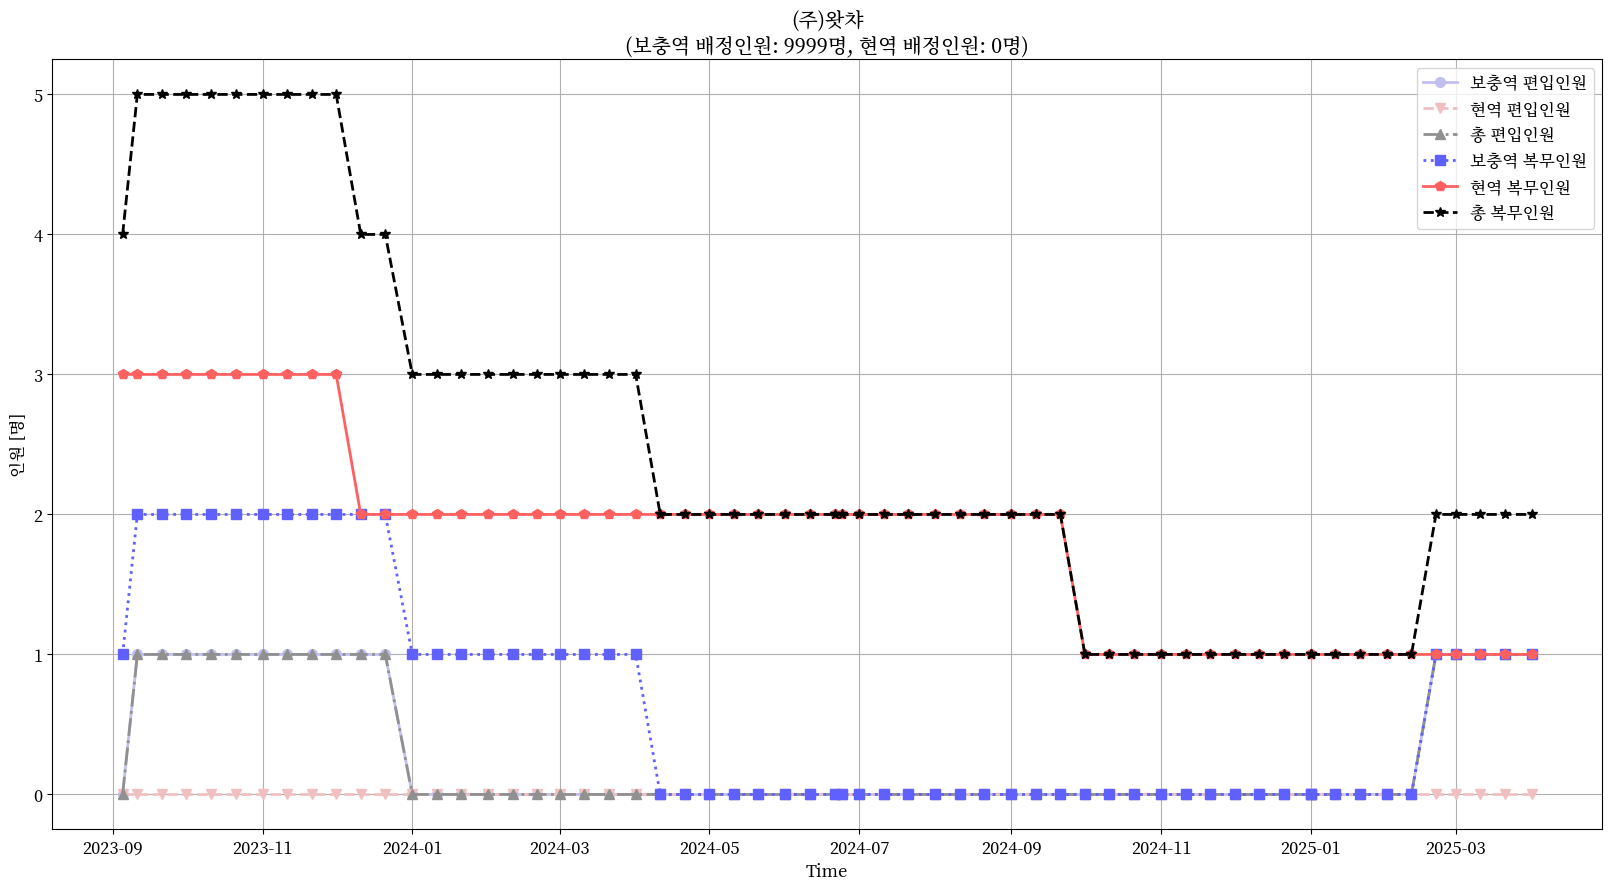 (주)왓챠
(보충역 배정인원: 9999명, 현역 배정인원: 0명)
보충역 편입인원
현역 편입인원
총 편입인원
보충역 복무인원
현역 복무인원
총 복무인원
인원 [명]
5
4
3
2
1
0
2023-09 2023-11 2024-01 2024-03 2024-05 2024-07 2024-09 2024-11 2025-01 2025-03
Time